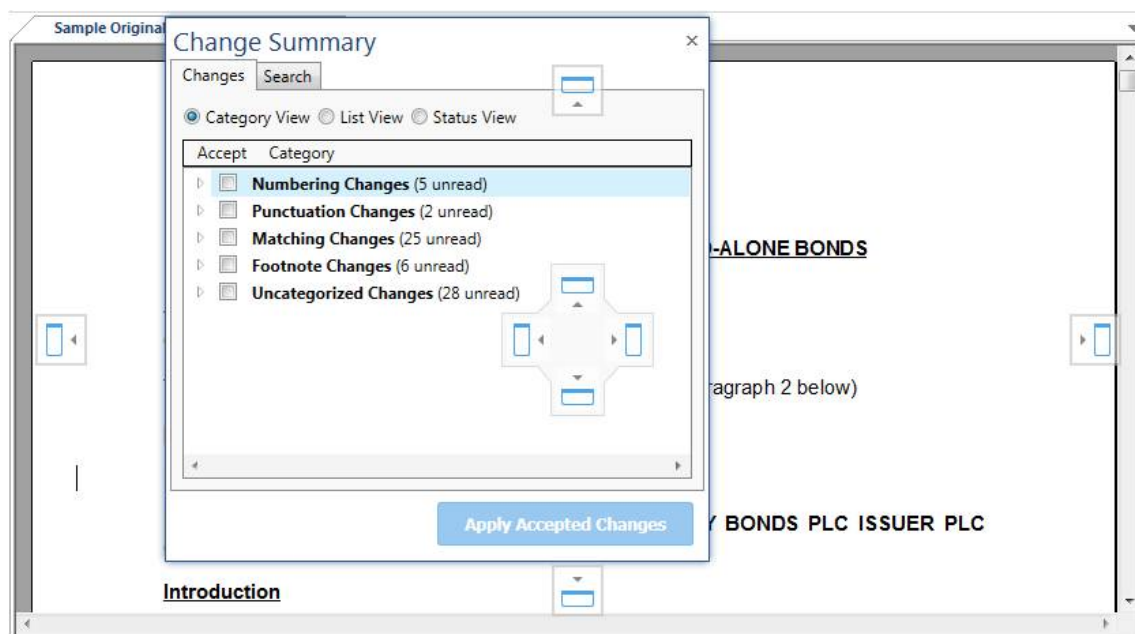 Sample Original
Change Summary
Changes Search
Category View List View Status View
Accept Category
Numbering Changes (5 unread)
Punctuation Changes (2 unread)
Matching Changes (25 unread)
Footnote Changes (6 unread)
Uncategorized Changes (28 unread)
-ALONE BONDS
ragraph 2 below)
Apply Accepted Changes
BONDS PLC ISSUER PLC
Introduction